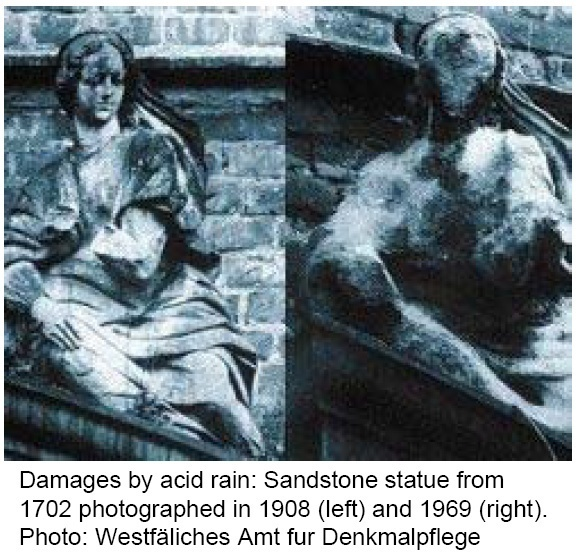 Damages by acid rain: Sandstone statue from
1702 photographed in 1908 (left) and 1969 (right).
Photo: Westfäliches Amt fur Denkmalpflege